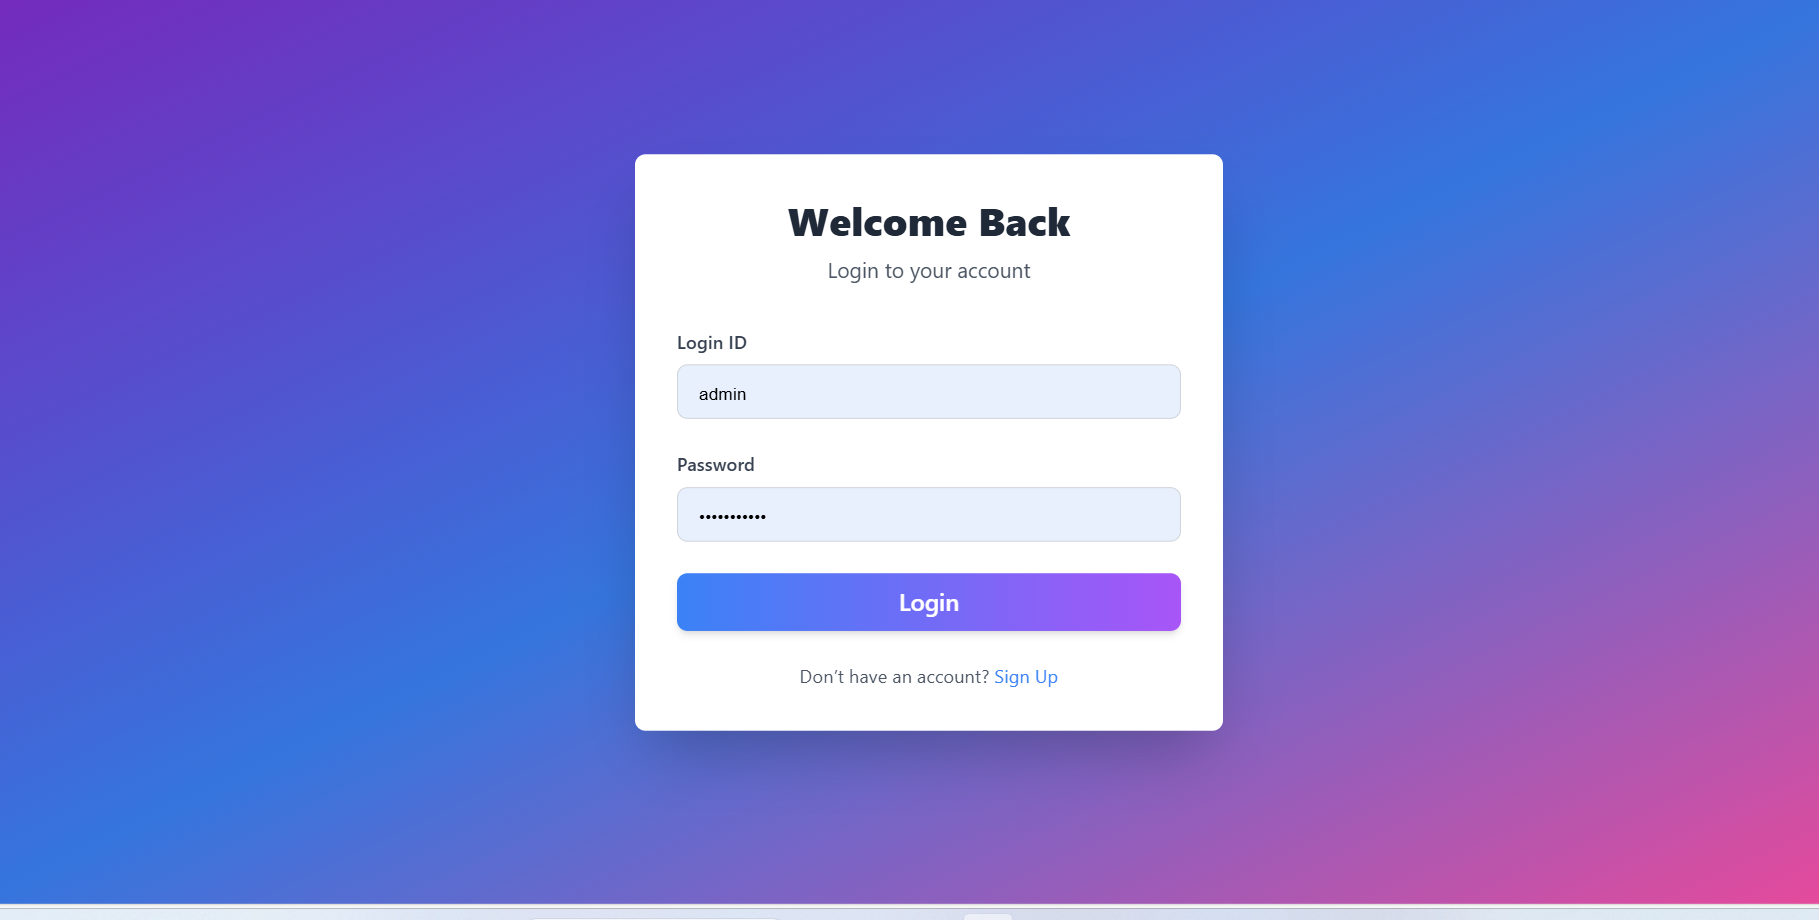 Welcome Back
Login to your account
Login ID
admin
Password
•••••••••••
Login
Don’t have an account? Sign Up